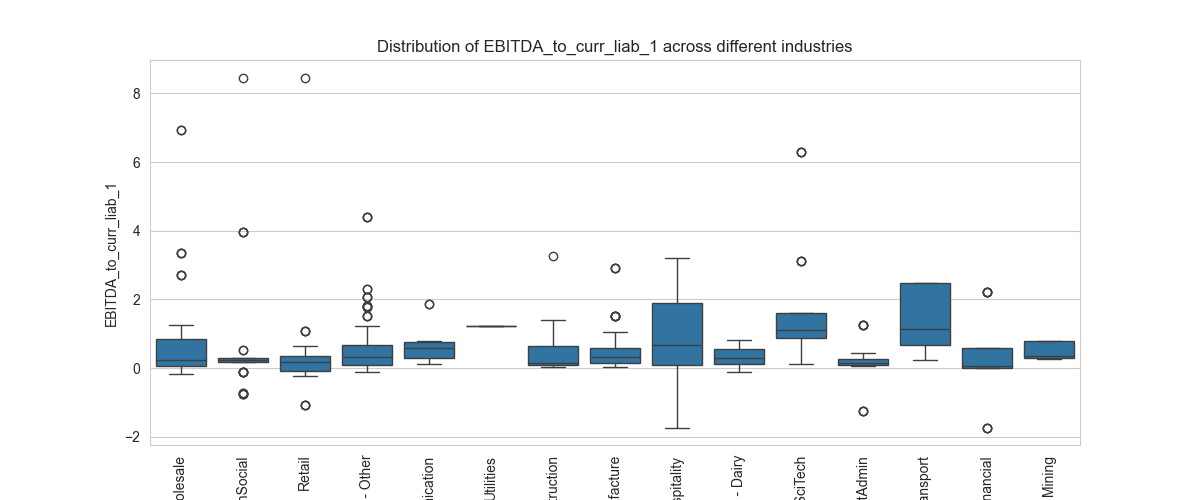 Distribution of EBITDA_to_curr_liab_1 across different industries
EBITDA_to_curr_liab_1
8
6
4
2
0
−2
olesale
nSocial
Retail
- Other
ication
Utilities
truction
facture
spitality
- Dairy
SciTech
tAdmin
ansport
nancial
Mining